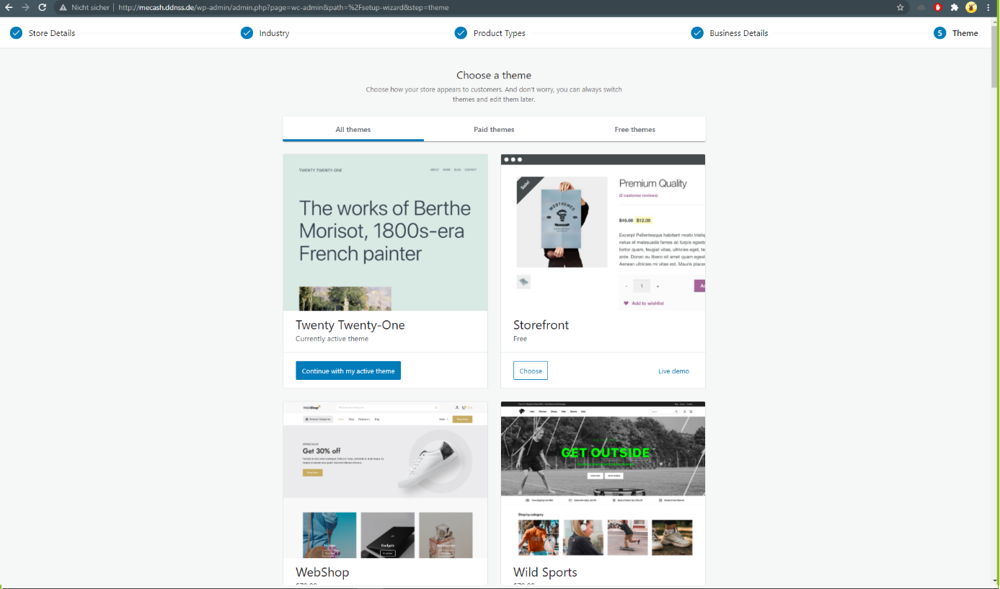 Nicht sicher
http://mecash.ddnss.de/wp-admin/admin.php?page=wc-admin&path=%2Fsetup-wizard&step=theme
Store Details
Industry
Product Types
Business Details
5 Theme
Choose a theme
Choose how your store appears to customers. And don't worry, you can always switch
themes and edit them later.
All themes
Paid themes
Free themes
TWENTY TWENTY-ONE
ABOUT WORK BLOG CONTACT
The works of Berthe
Morisot, 1800s-era
French painter
Twenty Twenty-One
Currently active theme
Continue with my active theme
Sale!
WOOTHEMES
Premium Quality
(2 customer reviews)
$15.00 $12.00
Excerpt Pellentesque habitant morbi tristiq
netus et malesuada fames ac turpis egesta
tortor quam, feugiat vitae, ultricies eget, te
ante. Donec eu libero sit amet quam egest
Aenean ultricies mi vitae est. Mauris placer
- 1 +
Add to wishlist
Storefront
Free
Choose
Live demo
WebShop
Get 30% off
Gadgets
WebShop
GET OUTSIDE
Shop by category
Wild Sports